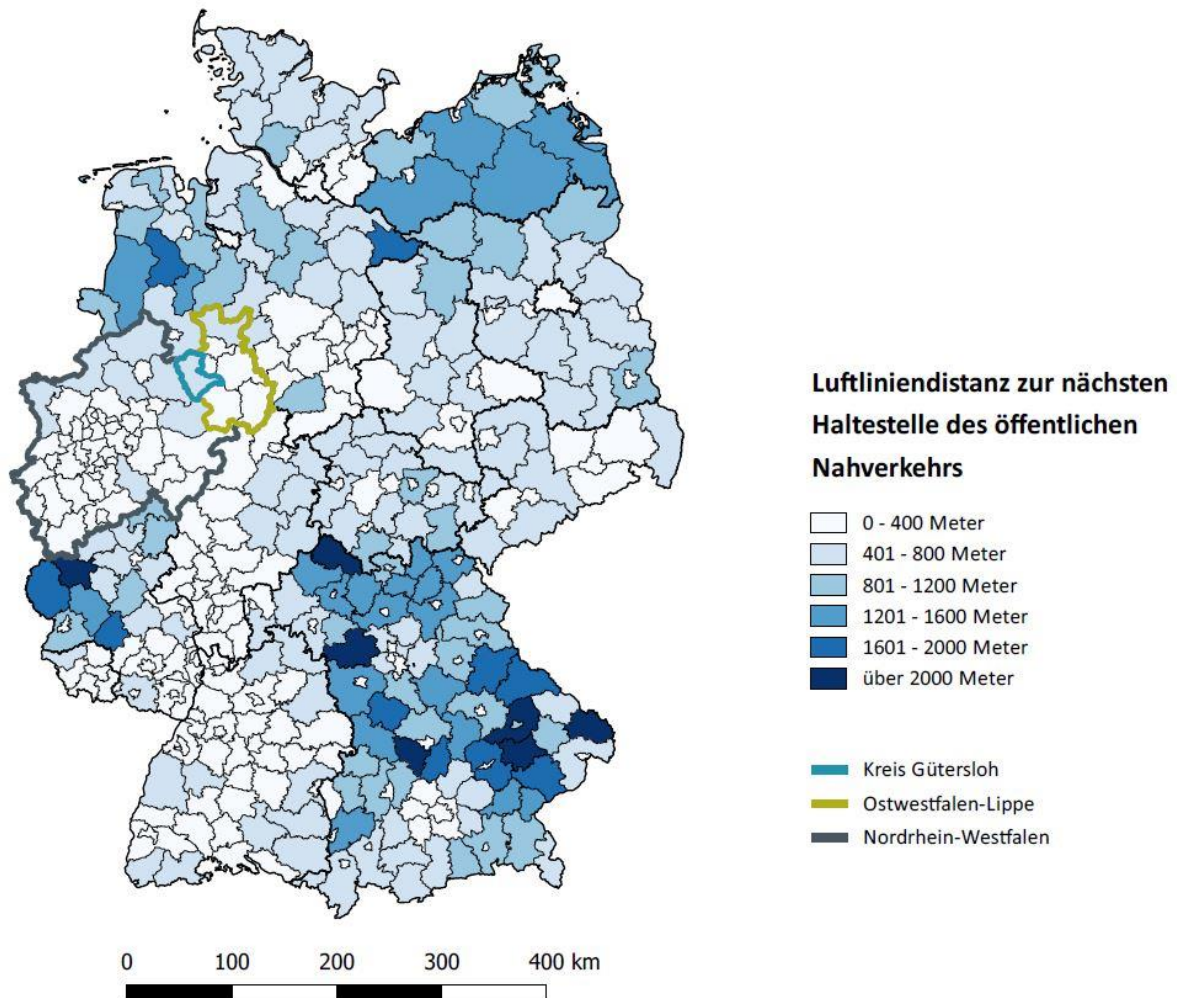 Luftliniendistanz zur nächsten
Haltestelle des öffentlichen
Nahverkehrs
0 - 400 Meter
401 - 800 Meter
801 - 1200 Meter
1201 - 1600 Meter
1601 - 2000 Meter
über 2000 Meter
Kreis Gütersloh
Ostwestfalen-Lippe
Nordrhein-Westfalen
0 100 200 300 400 km